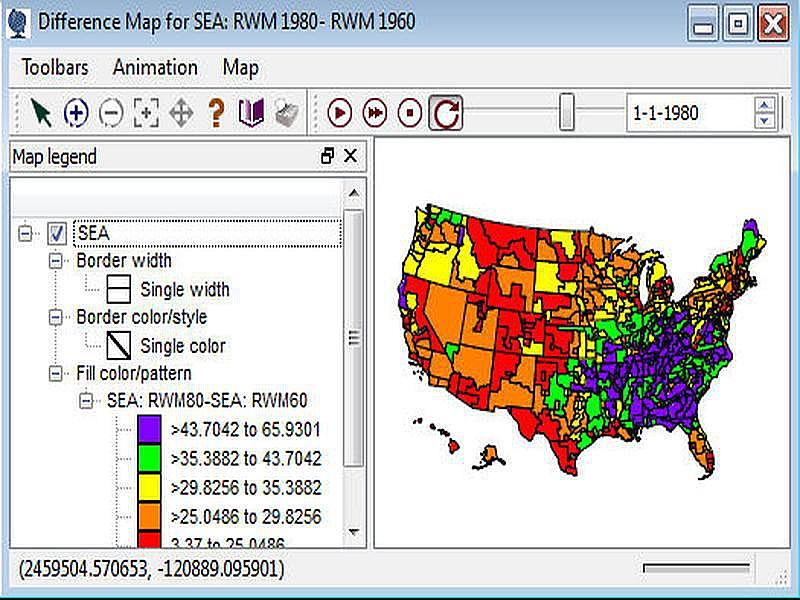 Difference Map for SEA: RWM 1980- RWM 1960
Toolbars Animation Map
1-1-1980
Map legend
SEA
Border width
Single width
Border color/style
Single color
Fill color/pattern
SEA: RWM80-SEA: RWM60
>43.7042 to 65.9301
>35.3882 to 43.7042
>29.8256 to 35.3882
>25.0486 to 29.8256
3.37 to 25.0486
(2459504.570653, -120889.095901)